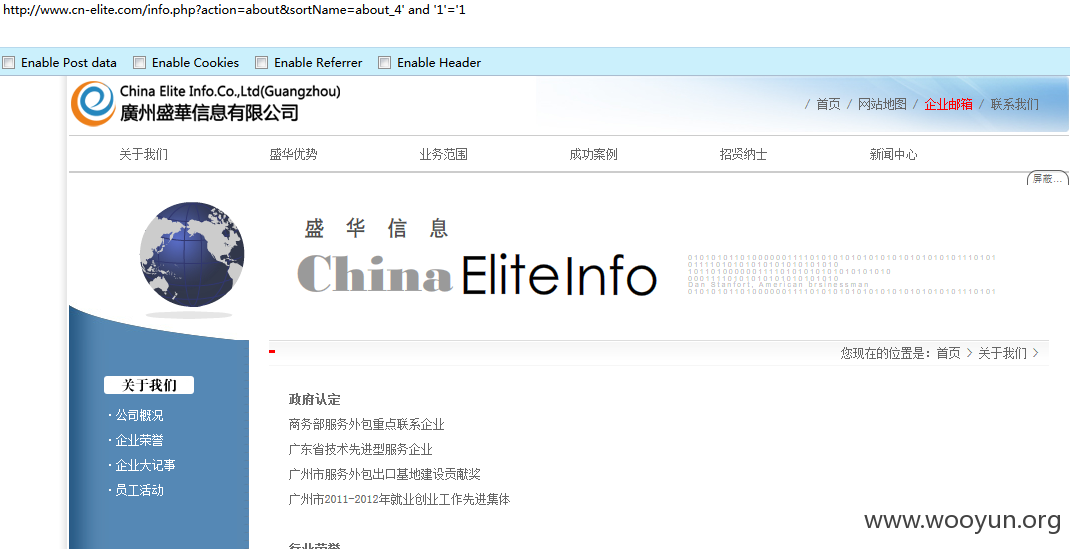 http://www.cn-elite.com/info.php?action=about&sortName=about_4' and '1'='1
Enable Post data Enable Cookies Enable Referrer Enable Header
China Elite Info.Co.,Ltd(Guangzhou)
廣州盛華信息有限公司
/ 首页 / 网站地图 / 企业邮箱 / 联系我们
关于我们 盛华优势 业务范围 成功案例 招贤纳士 新闻中心
屏蔽...
盛 华 信 息
China EliteInfo
Dan Stanfort, American brsinessmen
您现在的位置是：首页 > 关于我们 >
关于我们
·公司概况
·企业荣誉
·企业大记事
·员工活动
政府认定
商务部服务外包重点联系企业
广东省技术先进型服务企业
广州市服务外包出口基地建设贡献奖
广州市2011-2012年就业创业工作先进集体
行业荣誉
www.wooyun.org